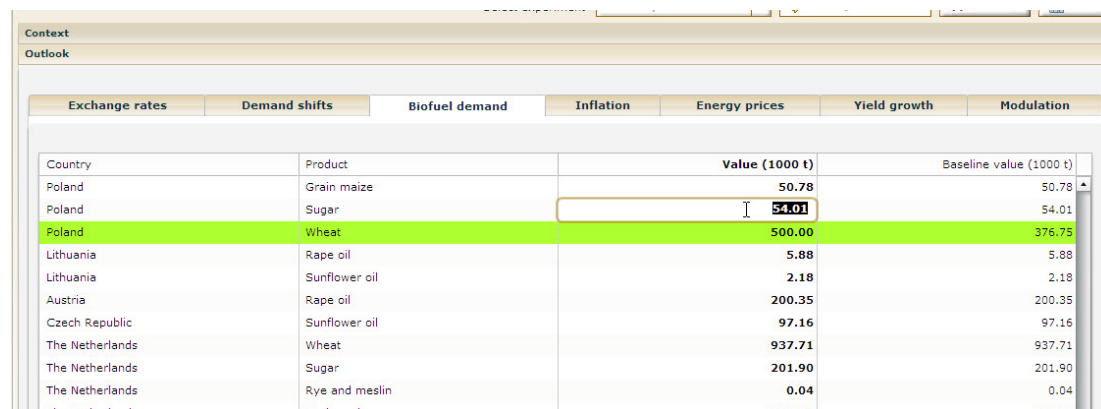 Select experiment
Context
Outlook
Exchange rates Demand shifts Biofuel demand Inflation Energy prices Yield growth Modulation
Country Product Value (1000 t) Baseline value (1000 t)
Poland Grain maize 50.78 50.78
Poland Sugar 54.01 54.01
Poland Wheat 500.00 376.75
Lithuania Rape oil 5.88 5.88
Lithuania Sunflower oil 2.18 2.18
Austria Rape oil 200.35 200.35
Czech Republic Sunflower oil 97.16 97.16
The Netherlands Wheat 937.71 937.71
The Netherlands Sugar 201.90 201.90
The Netherlands Rye and meslin 0.04 0.04